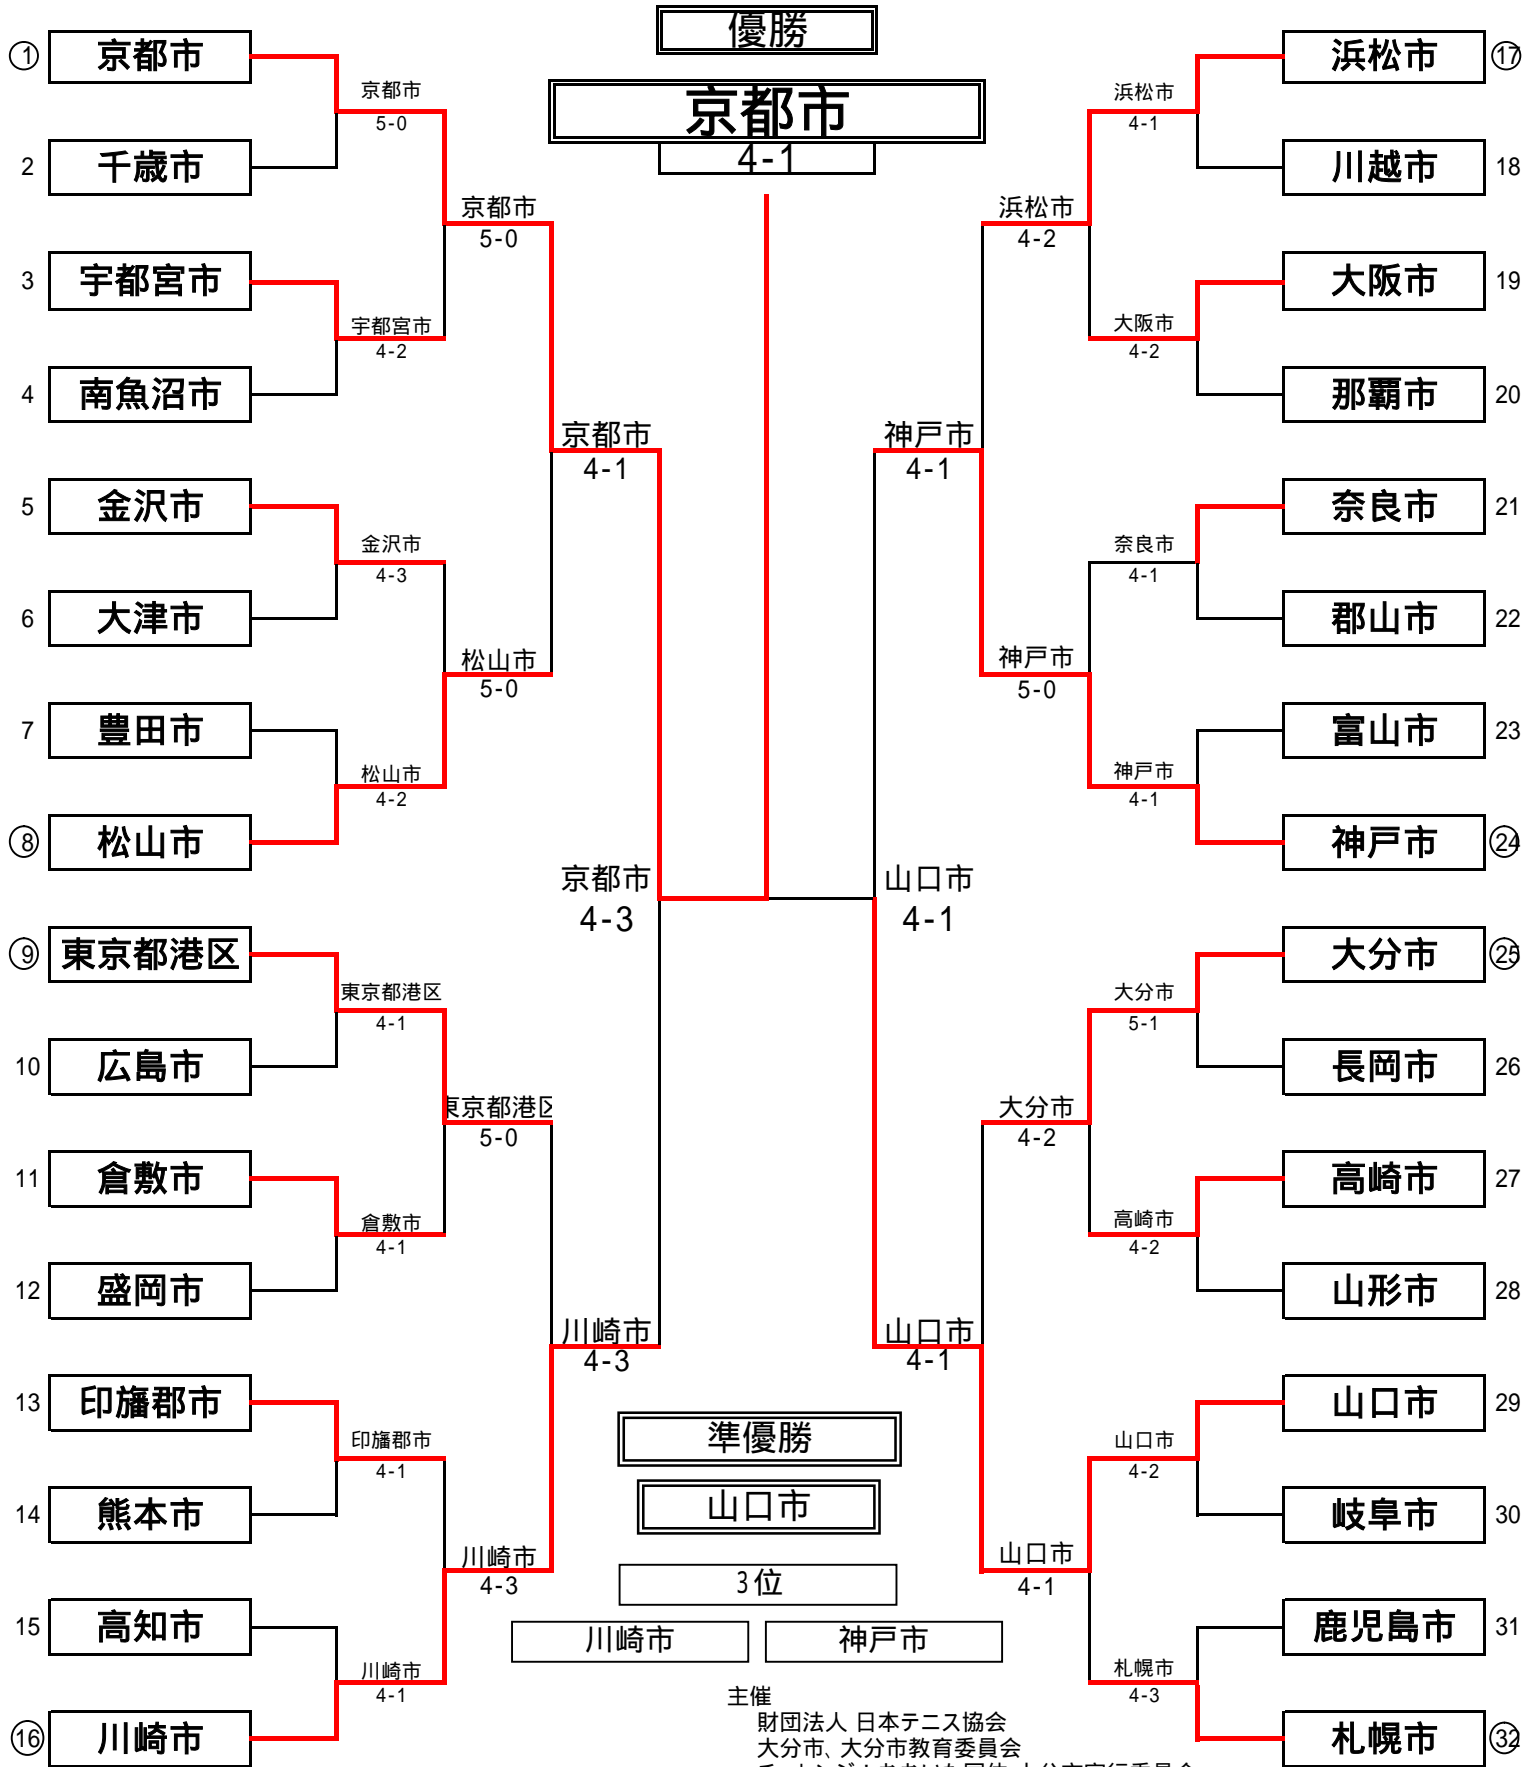 優勝
京都市
4-1
① 京都市
2 千歳市
3 宇都宮市
4 南魚沼市
5 金沢市
6 大津市
7 豊田市
⑧ 松山市
⑨ 東京都港区
10 広島市
11 倉敷市
12 盛岡市
13 印旛郡市
14 熊本市
15 高知市
⑯ 川崎市
京都市
5-0
宇都宮市
4-2
金沢市
4-3
松山市
4-2
東京都港区
4-1
倉敷市
4-1
印旛郡市
4-1
川崎市
4-1
京都市
5-0
松山市
5-0
東京都港区
5-0
川崎市
4-3
京都市
4-1
川崎市
4-3
京都市
4-3
山口市
4-1
神戸市
4-1
山口市
4-1
浜松市
4-2
神戸市
5-0
大分市
4-2
山口市
4-1
浜松市
4-1
大阪市
4-2
奈良市
4-1
神戸市
4-1
大分市
5-1
高崎市
4-2
山口市
4-2
札幌市
4-3
浜松市 ⑰
川越市 18
大阪市 19
那覇市 20
奈良市 21
郡山市 22
富山市 23
神戸市 ㉔
大分市 ㉕
長岡市 26
高崎市 27
山形市 28
山口市 29
岐阜市 30
鹿児島市 31
札幌市 ㉜
準優勝
山口市
3位
川崎市 神戸市
主催
財団法人 日本テニス協会
大分市、大分市教育委員会